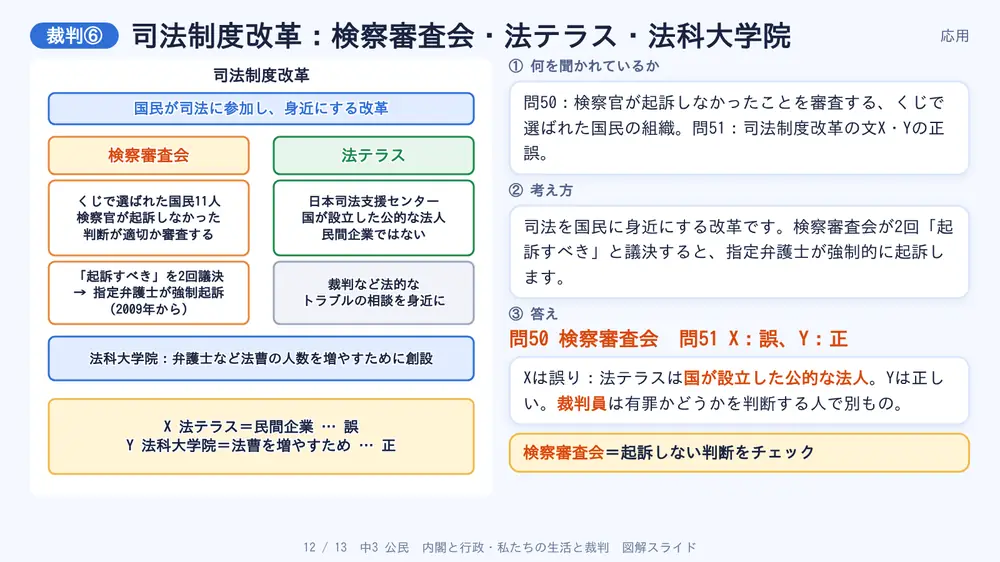 裁判⑥
司法制度改革：検察審査会・法テラス・法科大学院
応用
司法制度改革
国民が司法に参加し、身近にする改革
検察審査会
法テラス
くじで選ばれた国民11人
検察官が起訴しなかった
判断が適切か審査する
日本司法支援センター
国が設立した公的な法人
民間企業ではない
「起訴すべき」を2回議決
→ 指定弁護士が強制起訴
(2009年から)
裁判など法的な
トラブルの相談を身近に
法科大学院：弁護士など法曹の人数を増やすために創設
X 法テラス＝民間企業 … 誤
Y 法科大学院＝法曹を増やすため … 正
① 何を聞かれているか
問50：検察官が起訴しなかったことを審査する、くじで
選ばれた国民の組織。問51：司法制度改革の文X・Yの正
誤。
② 考え方
司法を国民に身近にする改革です。検察審査会が2回「起
訴すべき」と議決すると、指定弁護士が強制的に起訴し
ます。
③ 答え
問50 検察審査会　問51 X：誤、Y：正
Xは誤り：法テラスは国が設立した公的な法人。Yは正し
い。裁判員は有罪かどうかを判断する人で別もの。
検察審査会＝起訴しない判断をチェック
12 / 13　中3 公民　内閣と行政・私たちの生活と裁判　図解スライド